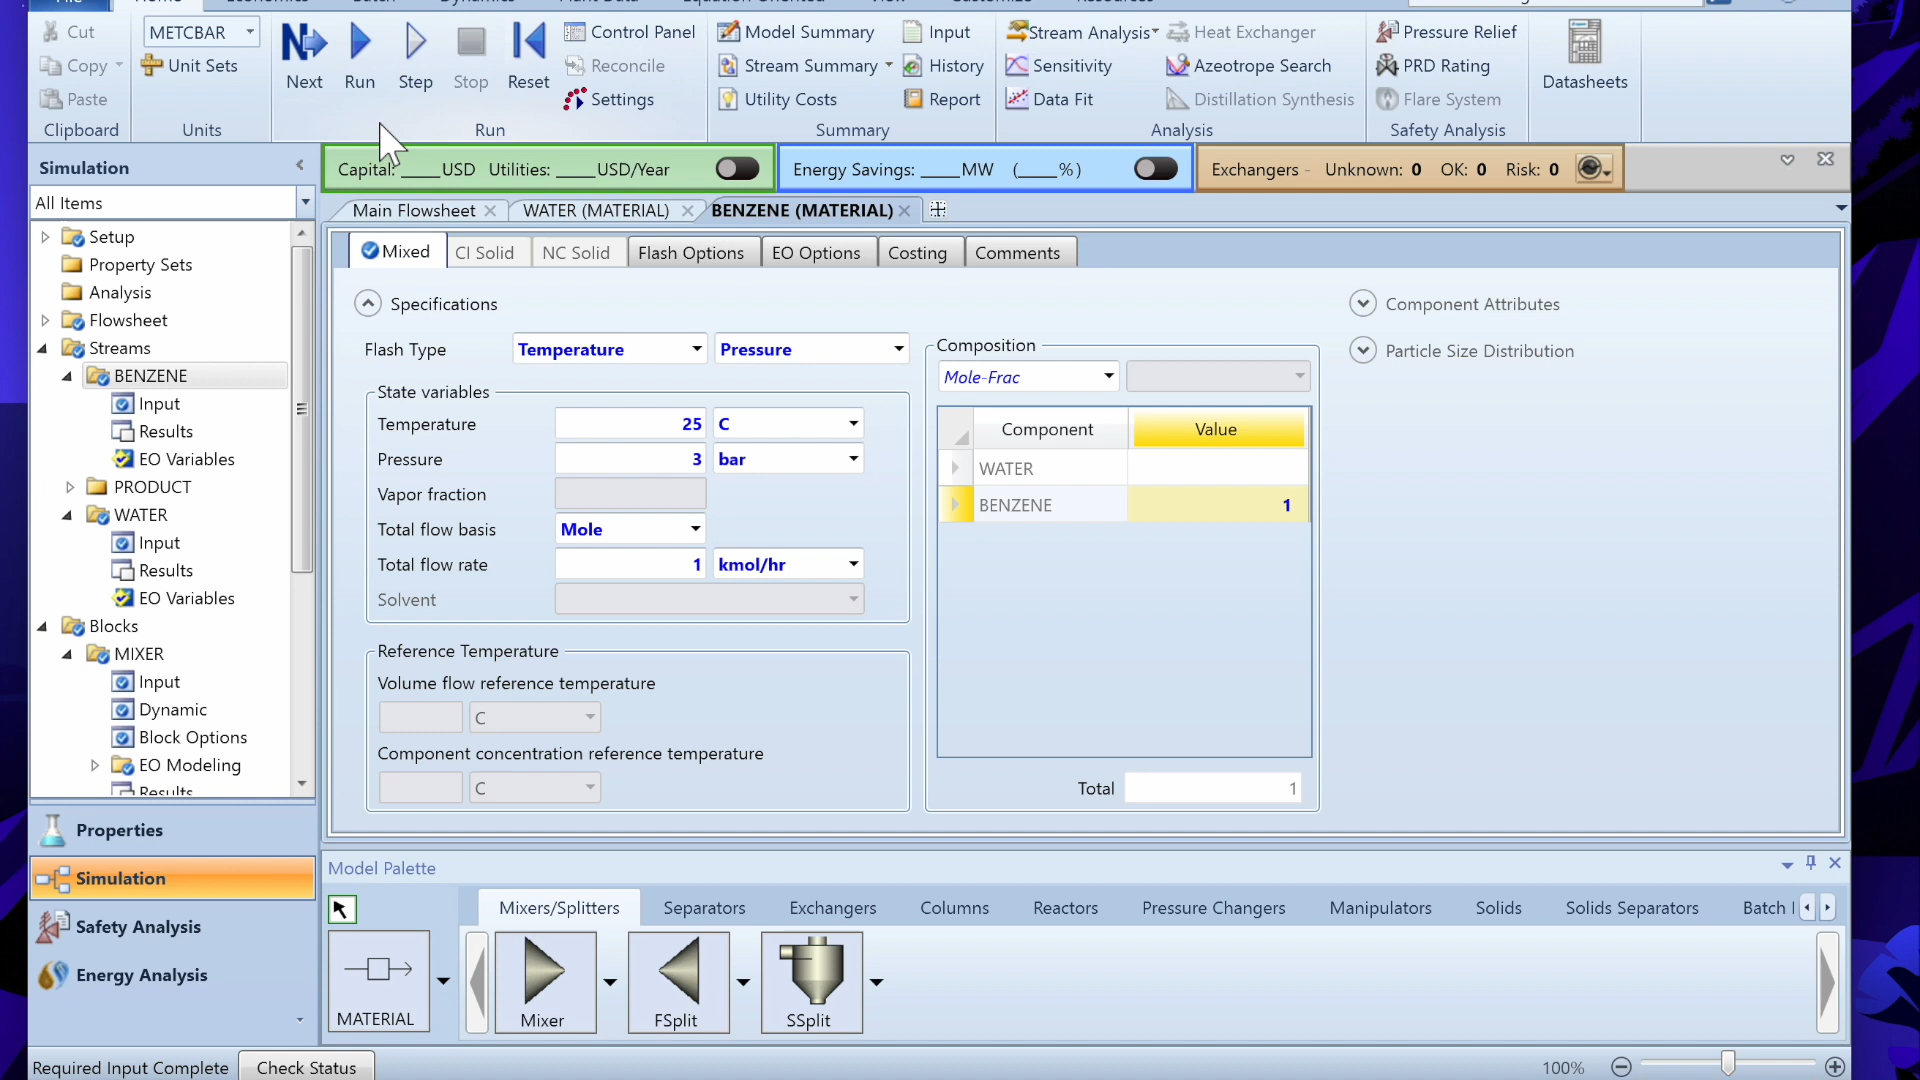 Cut
Copy
Paste
Clipboard
METCBAR
Unit Sets
Units
Next
Run
Step
Stop
Reset
Control Panel
Reconcile
Settings
Run
Model Summary
Stream Summary
Utility Costs
Input
History
Report
Summary
Stream Analysis
Sensitivity
Data Fit
Heat Exchanger
Azeotrope Search
Distillation Synthesis
Analysis
Pressure Relief
PRD Rating
Flare System
Safety Analysis
Datasheets
Simulation
All Items
Setup
Property Sets
Analysis
Flowsheet
Streams
BENZENE
Input
Results
EO Variables
PRODUCT
WATER
Input
Results
EO Variables
Blocks
MIXER
Input
Dynamic
Block Options
EO Modeling
Results
Properties
Simulation
Safety Analysis
Energy Analysis
Capital: ____ USD Utilities: ____ USD/Year
Energy Savings: ____ MW (____ %)
Exchangers - Unknown: 0 OK: 0 Risk: 0
Main Flowsheet
WATER (MATERIAL)
BENZENE (MATERIAL)
Mixed
CI Solid
NC Solid
Flash Options
EO Options
Costing
Comments
Specifications
Flash Type Temperature Pressure
State variables
Temperature 25 C
Pressure 3 bar
Vapor fraction
Total flow basis Mole
Total flow rate 1 kmol/hr
Solvent
Reference Temperature
Volume flow reference temperature
C
Component concentration reference temperature
C
Composition
Mole-Frac
Component Value
WATER
BENZENE 1
Total 1
Component Attributes
Particle Size Distribution
Model Palette
Mixers/Splitters
Separators
Exchangers
Columns
Reactors
Pressure Changers
Manipulators
Solids
Solids Separators
Batch
MATERIAL
Mixer
FSplit
SSplit
Required Input Complete
Check Status
100%